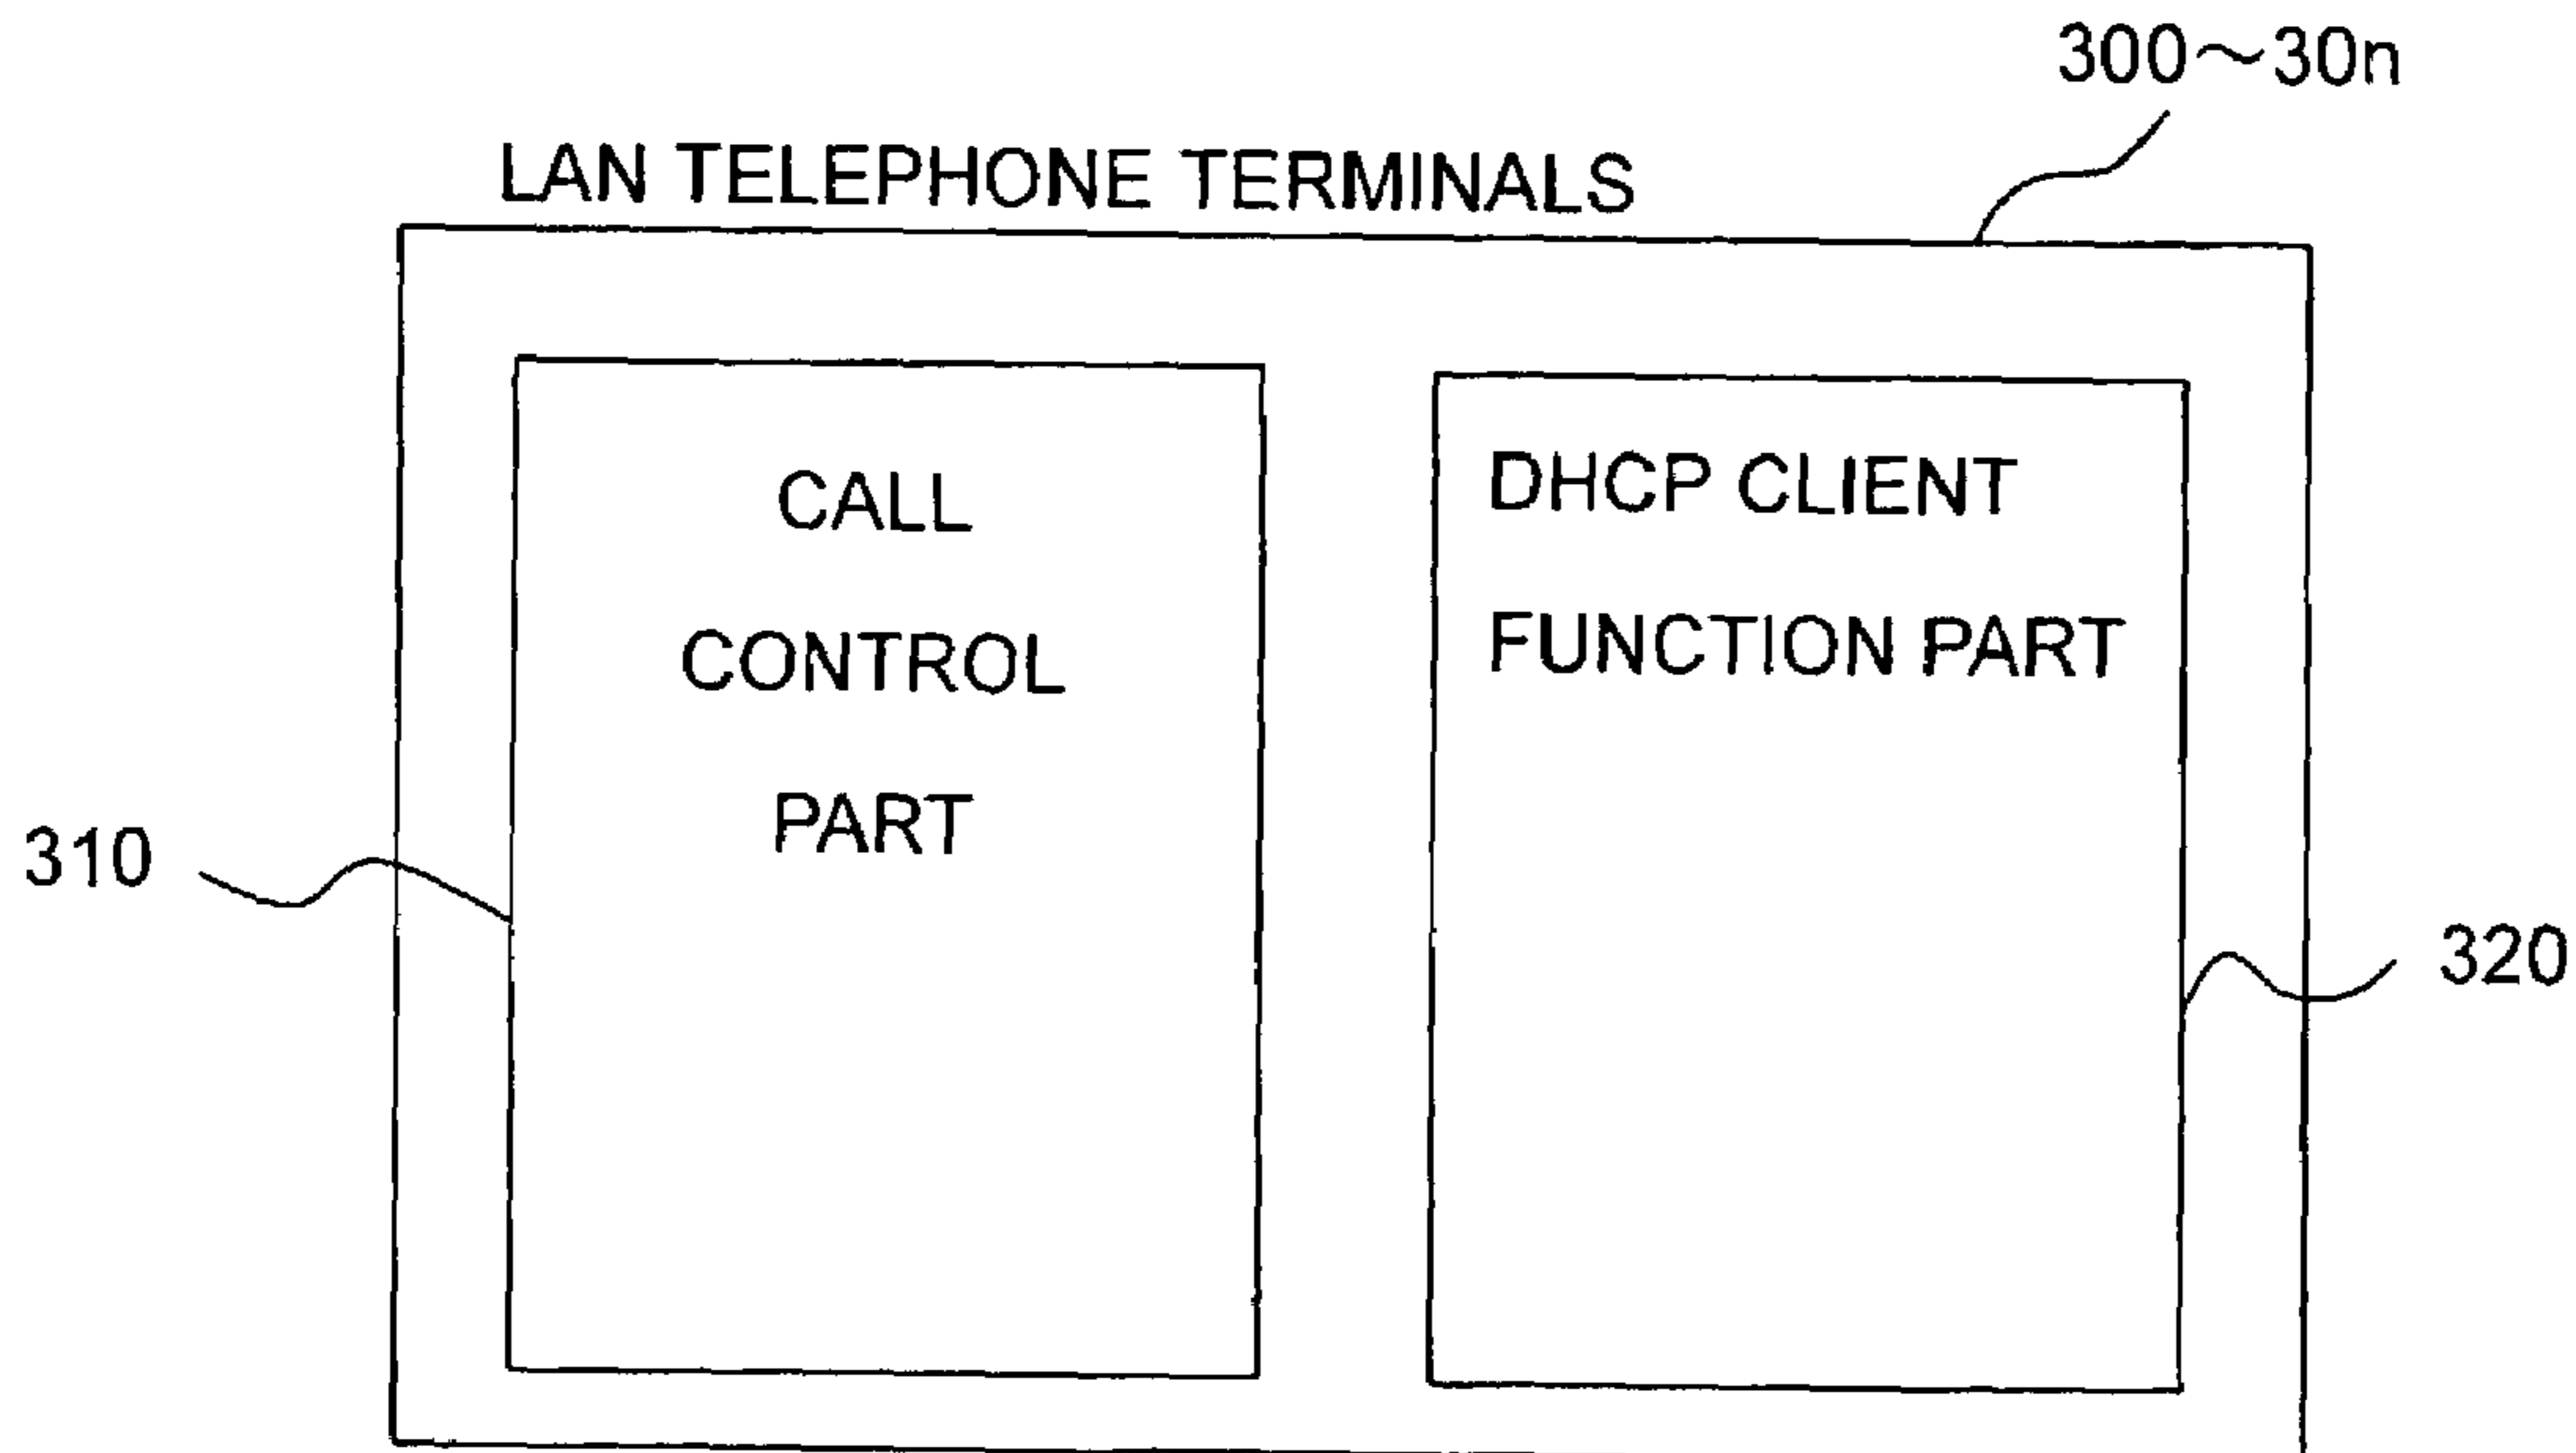 300～30n
LAN TELEPHONE TERMINALS
CALL
CONTROL
PART
DHCP CLIENT
FUNCTION PART
310
320